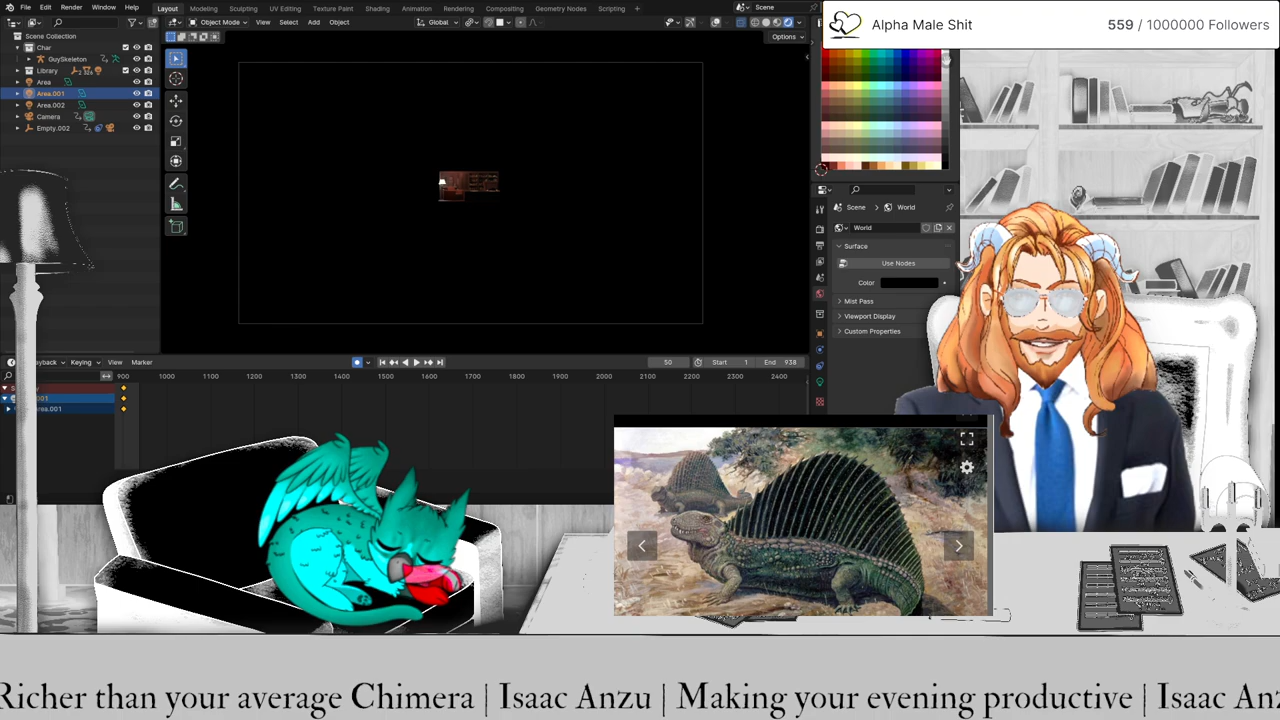 File Edit Render Window Help
Layout Modeling Sculpting UV Editing Texture Paint Shading Animation Rendering Compositing Geometry Nodes Scripting
Scene
Object Mode View Select Add Object Global
Options
Scene Collection
Char
GuySkeleton
Library
Area
Area.001
Area.002
Camera
Empty.002
Alpha Male Shit 559 / 1000000 Followers
Scene > World
World
Surface
Use Nodes
Color
Mist Pass
Viewport Display
Custom Properties
yback Keying View Marker
50 Start 1 End 938
900 1000 1100 1200 1300 1400 1500 1600 1700 1800 1900 2000 2100 2200 2300 2400
001
rea.001
Richer than your average Chimera | Isaac Anzu | Making your evening productive | Isaac Anz